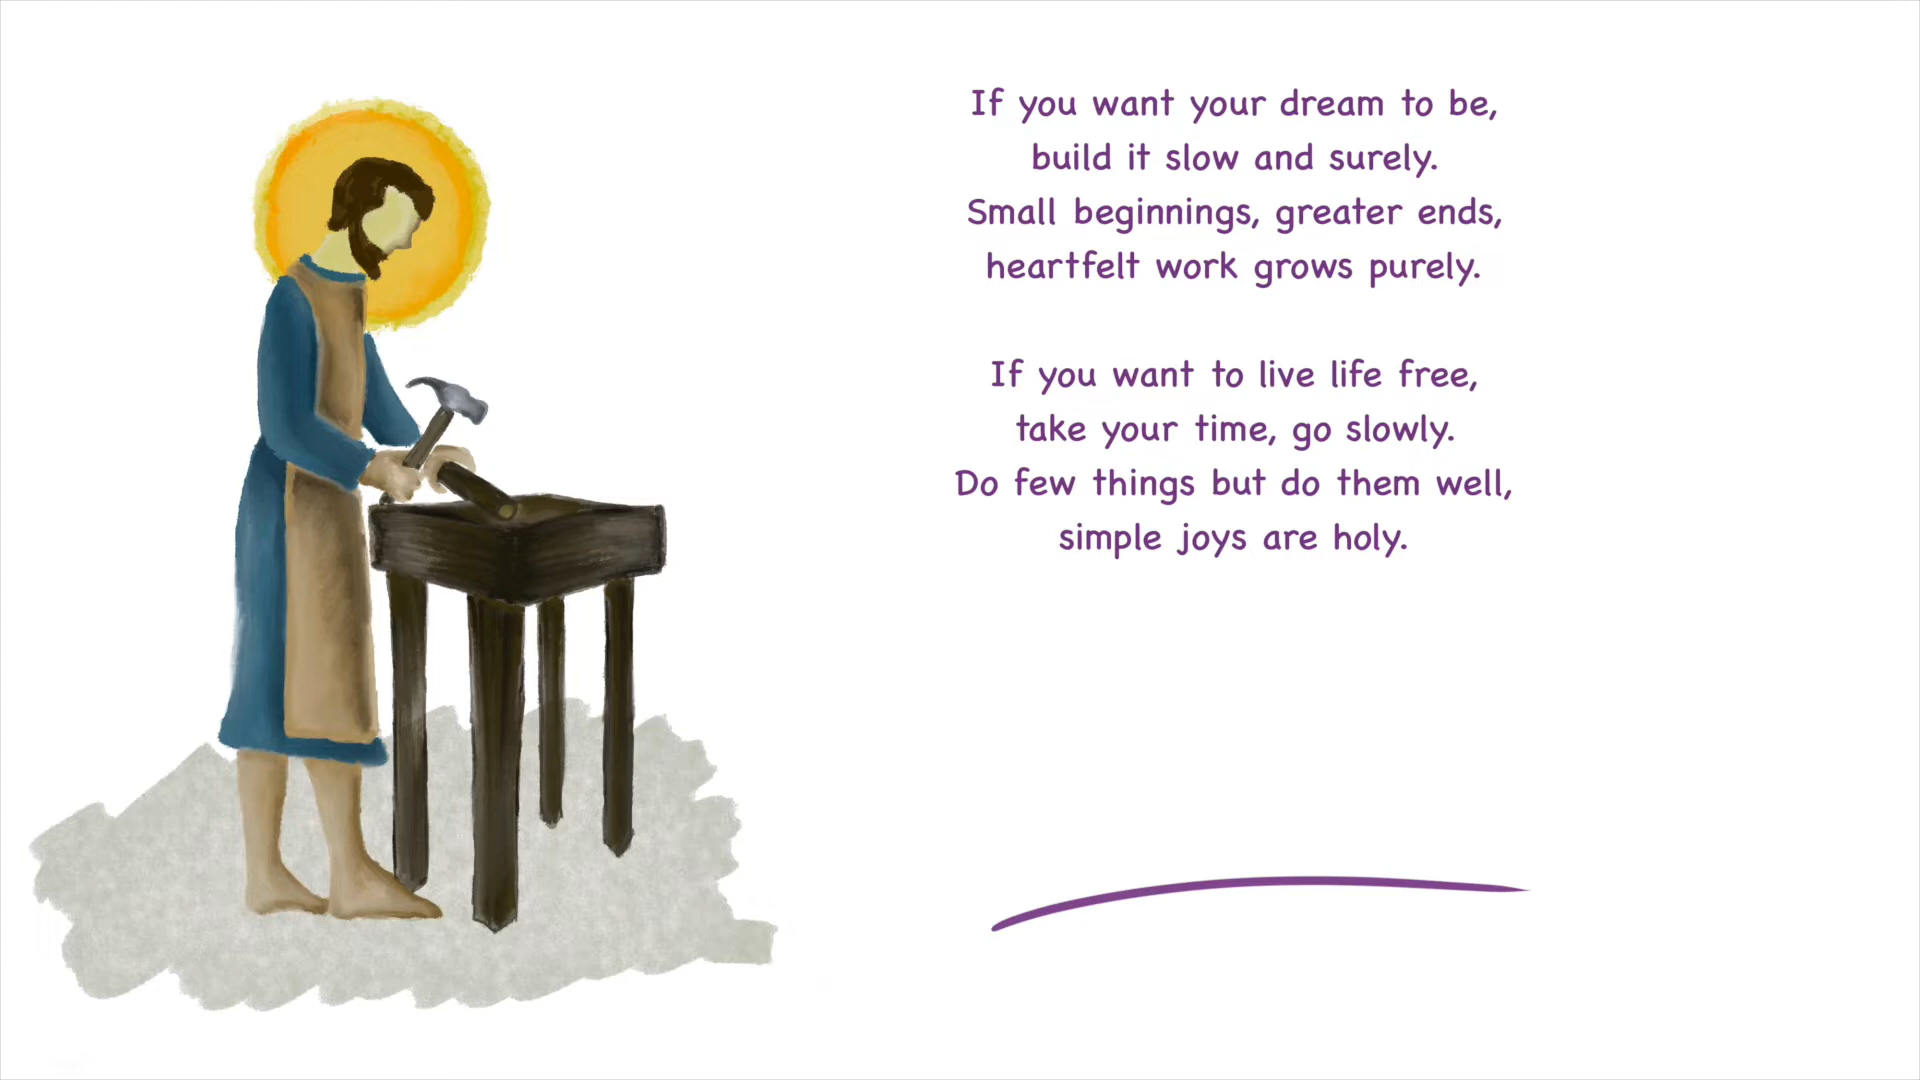 If you want your dream to be,
build it slow and surely.
Small beginnings, greater ends,
heartfelt work grows purely.
If you want to live life free,
take your time, go slowly.
Do few things but do them well,
simple joys are holy.